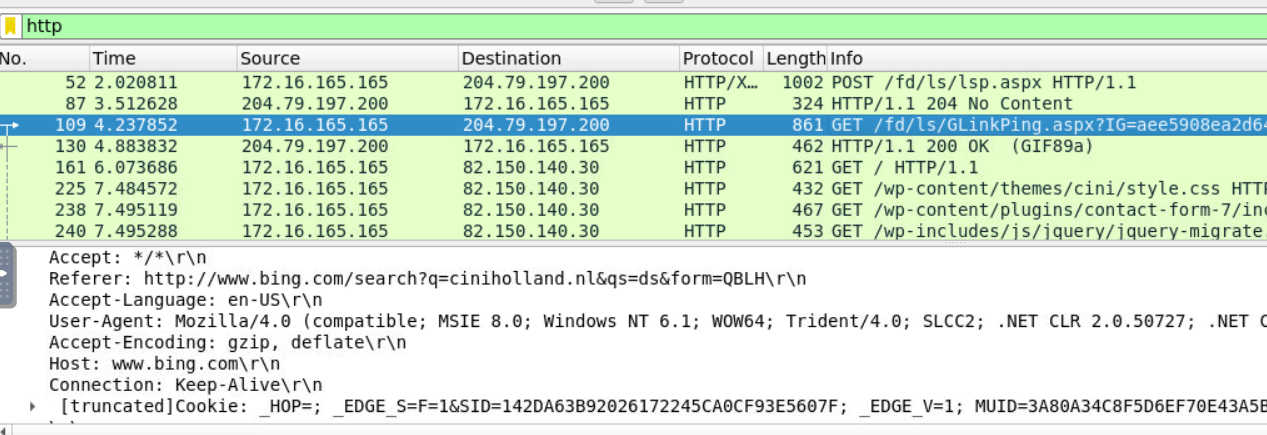 http
No. Time Source Destination Protocol Length Info
52 2.020811 172.16.165.165 204.79.197.200 HTTP/X… 1002 POST /fd/ls/lsp.aspx HTTP/1.1
87 3.512628 204.79.197.200 172.16.165.165 HTTP 324 HTTP/1.1 204 No Content
109 4.237852 172.16.165.165 204.79.197.200 HTTP 861 GET /fd/ls/GLinkPing.aspx?IG=aee5908ea2d64
130 4.883832 204.79.197.200 172.16.165.165 HTTP 462 HTTP/1.1 200 OK (GIF89a)
161 6.073686 172.16.165.165 82.150.140.30 HTTP 621 GET / HTTP/1.1
225 7.484572 172.16.165.165 82.150.140.30 HTTP 432 GET /wp-content/themes/cini/style.css HTT
238 7.495119 172.16.165.165 82.150.140.30 HTTP 467 GET /wp-content/plugins/contact-form-7/inc
240 7.495288 172.16.165.165 82.150.140.30 HTTP 453 GET /wp-includes/js/jquery/jquery-migrate.
Accept: */*\r\n
Referer: http://www.bing.com/search?q=ciniholland.nl&qs=ds&form=QBLH\r\n
Accept-Language: en-US\r\n
User-Agent: Mozilla/4.0 (compatible; MSIE 8.0; Windows NT 6.1; WOW64; Trident/4.0; SLCC2; .NET CLR 2.0.50727; .NET C
Accept-Encoding: gzip, deflate\r\n
Host: www.bing.com\r\n
Connection: Keep-Alive\r\n
[truncated]Cookie: _HOP=; _EDGE_S=F=1&SID=142DA63B92026172245CA0CF93E5607F; _EDGE_V=1; MUID=3A80A34C8F5D6EF70E43A5B